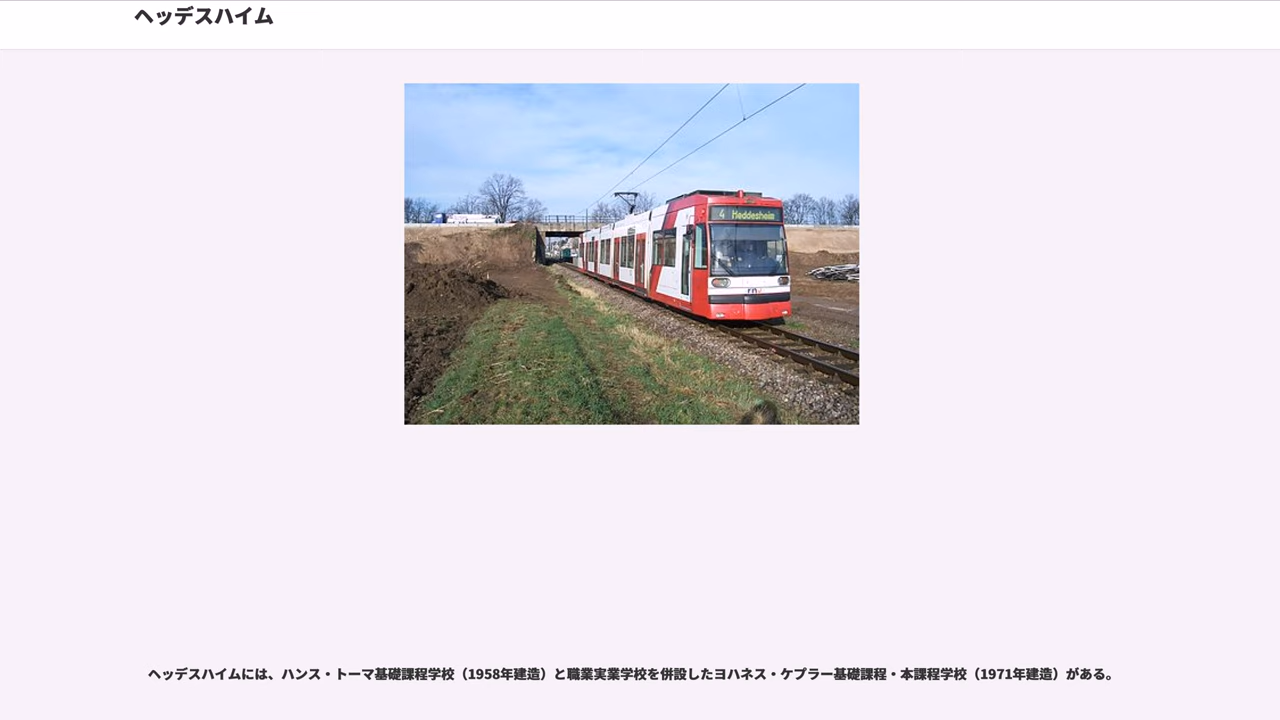 ヘッデスハイム
4 Heddesheim
rnv
ヘッデスハイムには、ハンス・トーマ基礎課程学校（1958年建造）と職業実業学校を併設したヨハネス・ケプラー基礎課程・本課程学校（1971年建造）がある。